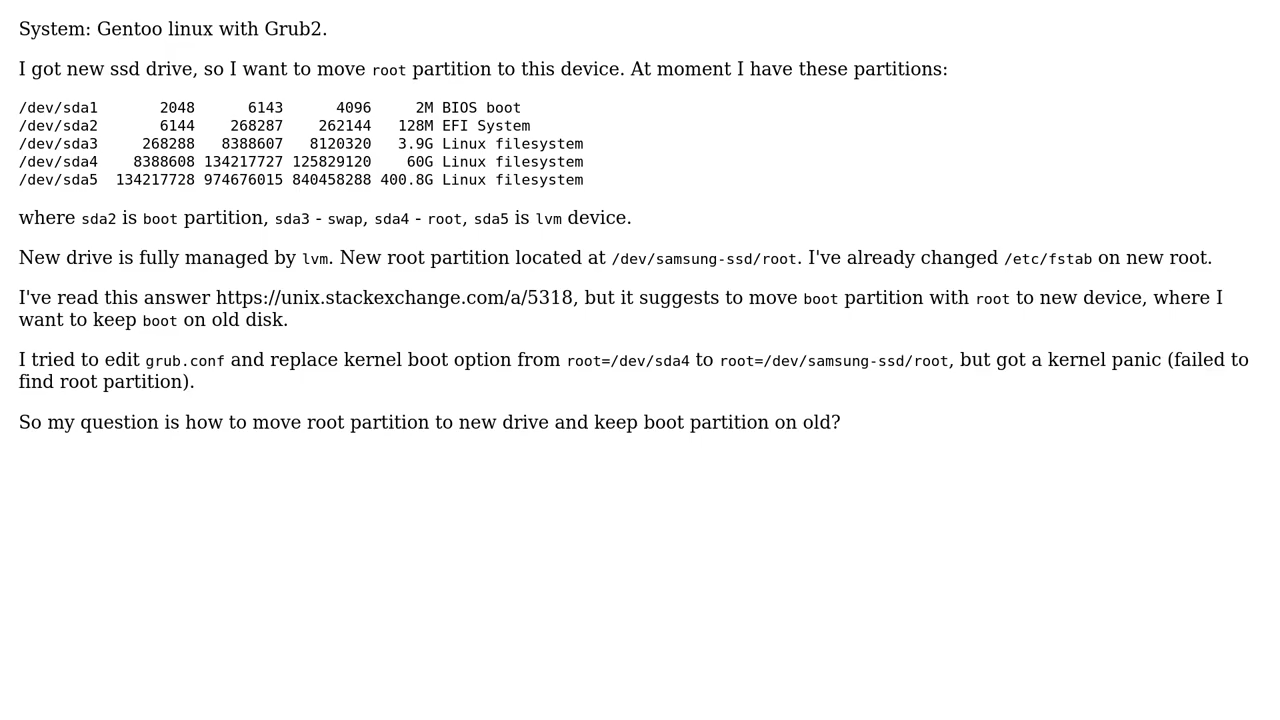 System: Gentoo linux with Grub2.
I got new ssd drive, so I want to move root partition to this device. At moment I have these partitions:
/dev/sda1       2048      6143      4096     2M BIOS boot
/dev/sda2       6144    268287    262144   128M EFI System
/dev/sda3     268288   8388607   8120320   3.9G Linux filesystem
/dev/sda4    8388608 134217727 125829120    60G Linux filesystem
/dev/sda5  134217728 974676015 840458288 400.8G Linux filesystem
where sda2 is boot partition, sda3 - swap, sda4 - root, sda5 is lvm device.
New drive is fully managed by lvm. New root partition located at /dev/samsung-ssd/root. I've already changed /etc/fstab on new root.
I've read this answer https://unix.stackexchange.com/a/5318, but it suggests to move boot partition with root to new device, where I
want to keep boot on old disk.
I tried to edit grub.conf and replace kernel boot option from root=/dev/sda4 to root=/dev/samsung-ssd/root, but got a kernel panic (failed to
find root partition).
So my question is how to move root partition to new drive and keep boot partition on old?